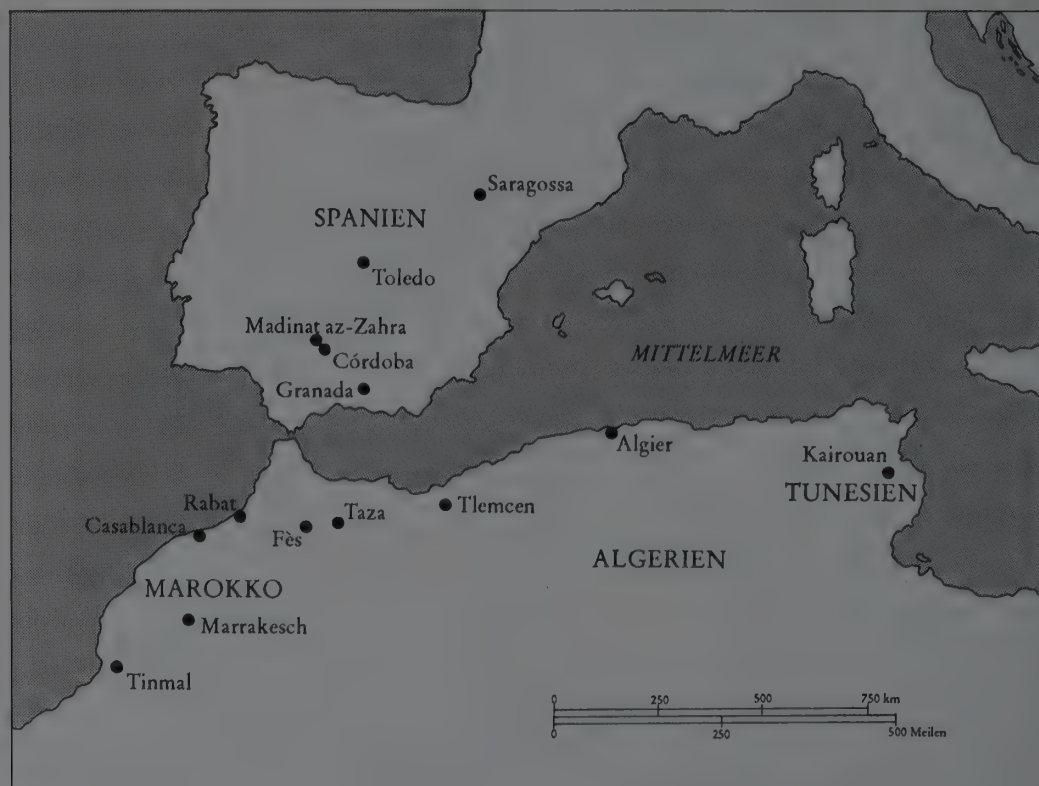 Saragossa
SPANIEN
Toledo
Madinat az-Zahra
Córdoba
MITTELMEER
Granada
Algier
Kairouan
TUNESIEN
Rabat
Tlemcen
Casablanca
Taza
Fès
ALGERIEN
MAROKKO
Marrakesch
Tinmal
0 250 500 750 km
0 250 500 Meilen